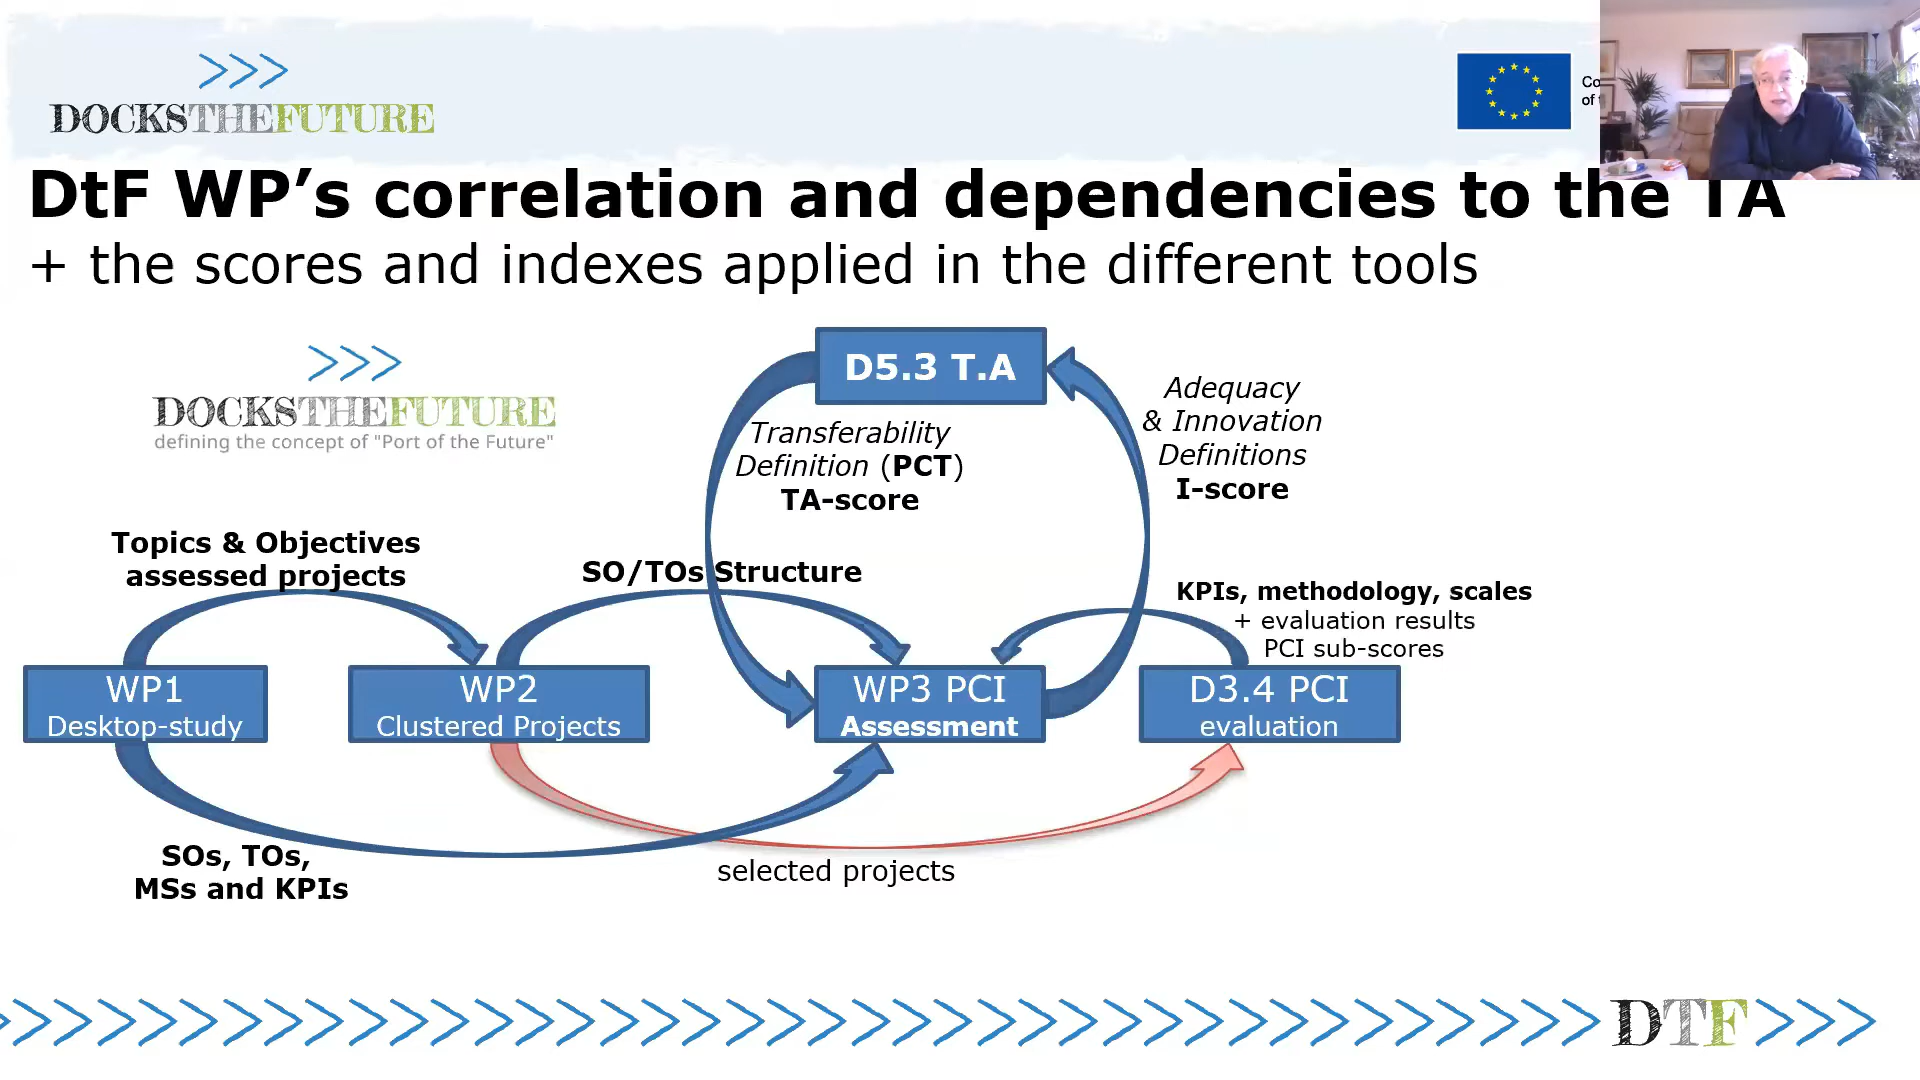 DOCKSTHEFUTURE
Co
of
DtF WP’s correlation and dependencies to the TA
+ the scores and indexes applied in the different tools
DOCKSTHEFUTURE
defining the concept of "Port of the Future"
D5.3 T.A
Transferability
Definition (PCT)
TA-score
Adequacy
& Innovation
Definitions
I-score
Topics & Objectives
assessed projects
SO/TOs Structure
KPIs, methodology, scales
+ evaluation results
PCI sub-scores
WP1
Desktop-study
WP2
Clustered Projects
WP3 PCI
Assessment
D3.4 PCI
evaluation
SOs, TOs,
MSs and KPIs
selected projects
DTF